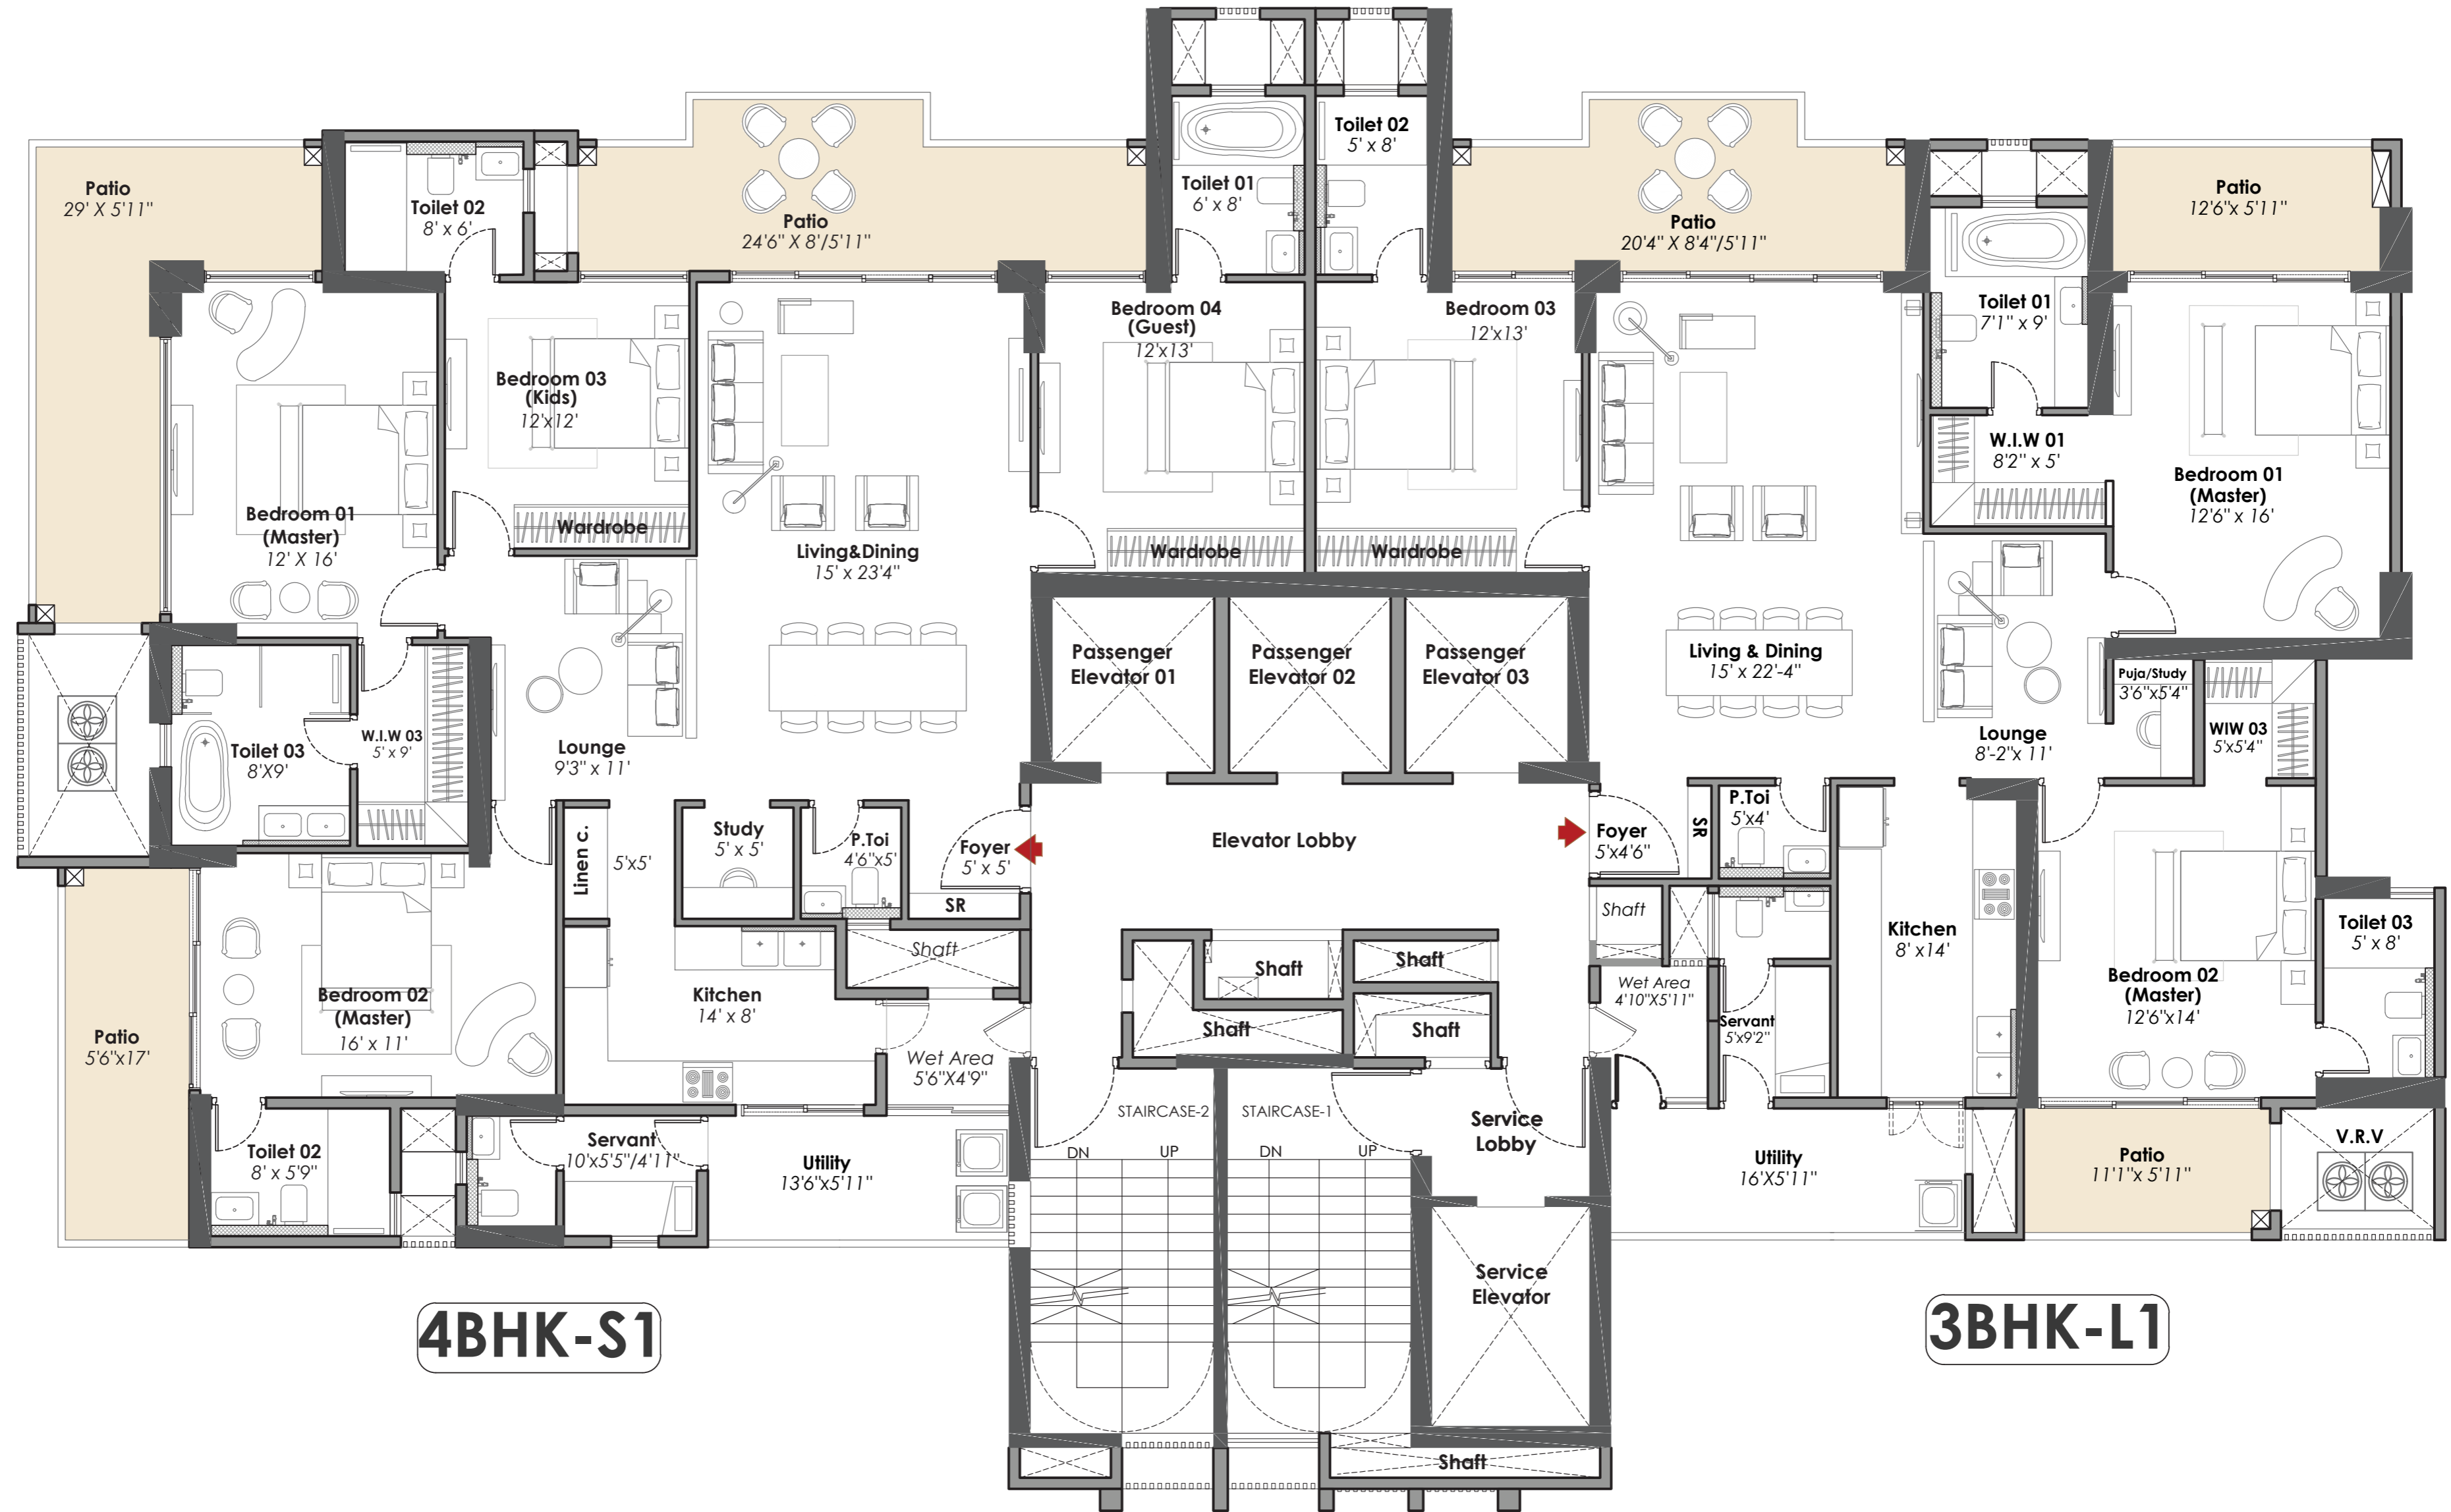 Patio
29' X 5'11"
Toilet 02
8' x 6'
Patio
24'6" X 8'/5'11"
Toilet 01
6' x 8'
Bedroom 01
(Master)
12' X 16'
Bedroom 03
(Kids)
12'x12'
Wardrobe
Living&Dining
15' x 23'4"
Bedroom 04
(Guest)
12'x13'
Wardrobe
Toilet 03
8'X9'
W.I.W 03
5' x 9'
Lounge
9'3" x 11'
Linen c.
5'x5'
Study
5' x 5'
P.Toi
4'6"x5'
Foyer
5' x 5'
SR
Shaft
Patio
5'6"x17'
Bedroom 02
(Master)
16' x 11'
Kitchen
14' x 8'
Wet Area
5'6"X4'9"
Toilet 02
8' x 5'9"
Servant
10'x5'5"/4'11"
Utility
13'6"x5'11"
4BHK-S1
Passenger
Elevator 01
Passenger
Elevator 02
Passenger
Elevator 03
Elevator Lobby
Shaft
Shaft
Shaft
Shaft
STAIRCASE-2
STAIRCASE-1
DN
UP
DN
UP
Service
Lobby
Service
Elevator
Shaft
Toilet 02
5' x 8'
Patio
20'4" X 8'4"/5'11"
Patio
12'6"x 5'11"
Bedroom 03
12'x13'
Wardrobe
Toilet 01
7'1" x 9'
W.I.W 01
8'2" x 5'
Bedroom 01
(Master)
12'6" x 16'
Living & Dining
15' x 22'-4"
Puja/Study
3'6"x5'4"
WIW 03
5'x5'4"
Lounge
8'-2"x 11'
Foyer
5'x4'6"
SR
P.Toi
5'x4'
Shaft
Kitchen
8' x14'
Toilet 03
5' x 8'
Bedroom 02
(Master)
12'6"x14'
Wet Area
4'10"X5'11"
Servant
5'x9'2"
Utility
16'X5'11"
Patio
11'1"x 5'11"
V.R.V
3BHK-L1